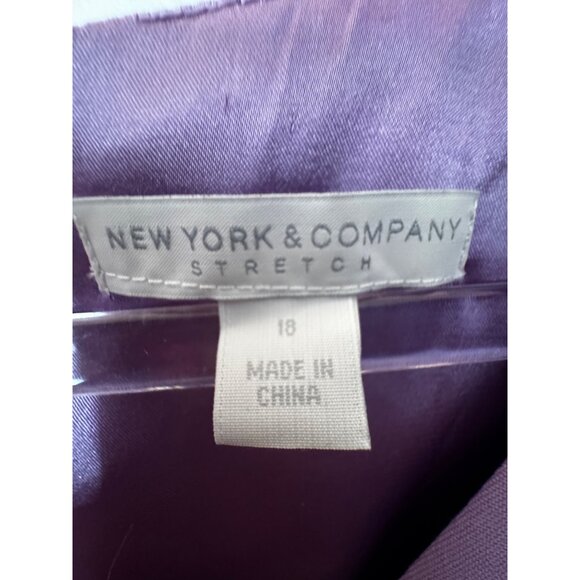 NEW YORK & COMPANY
STRETCH
18
MADE IN
CHINA